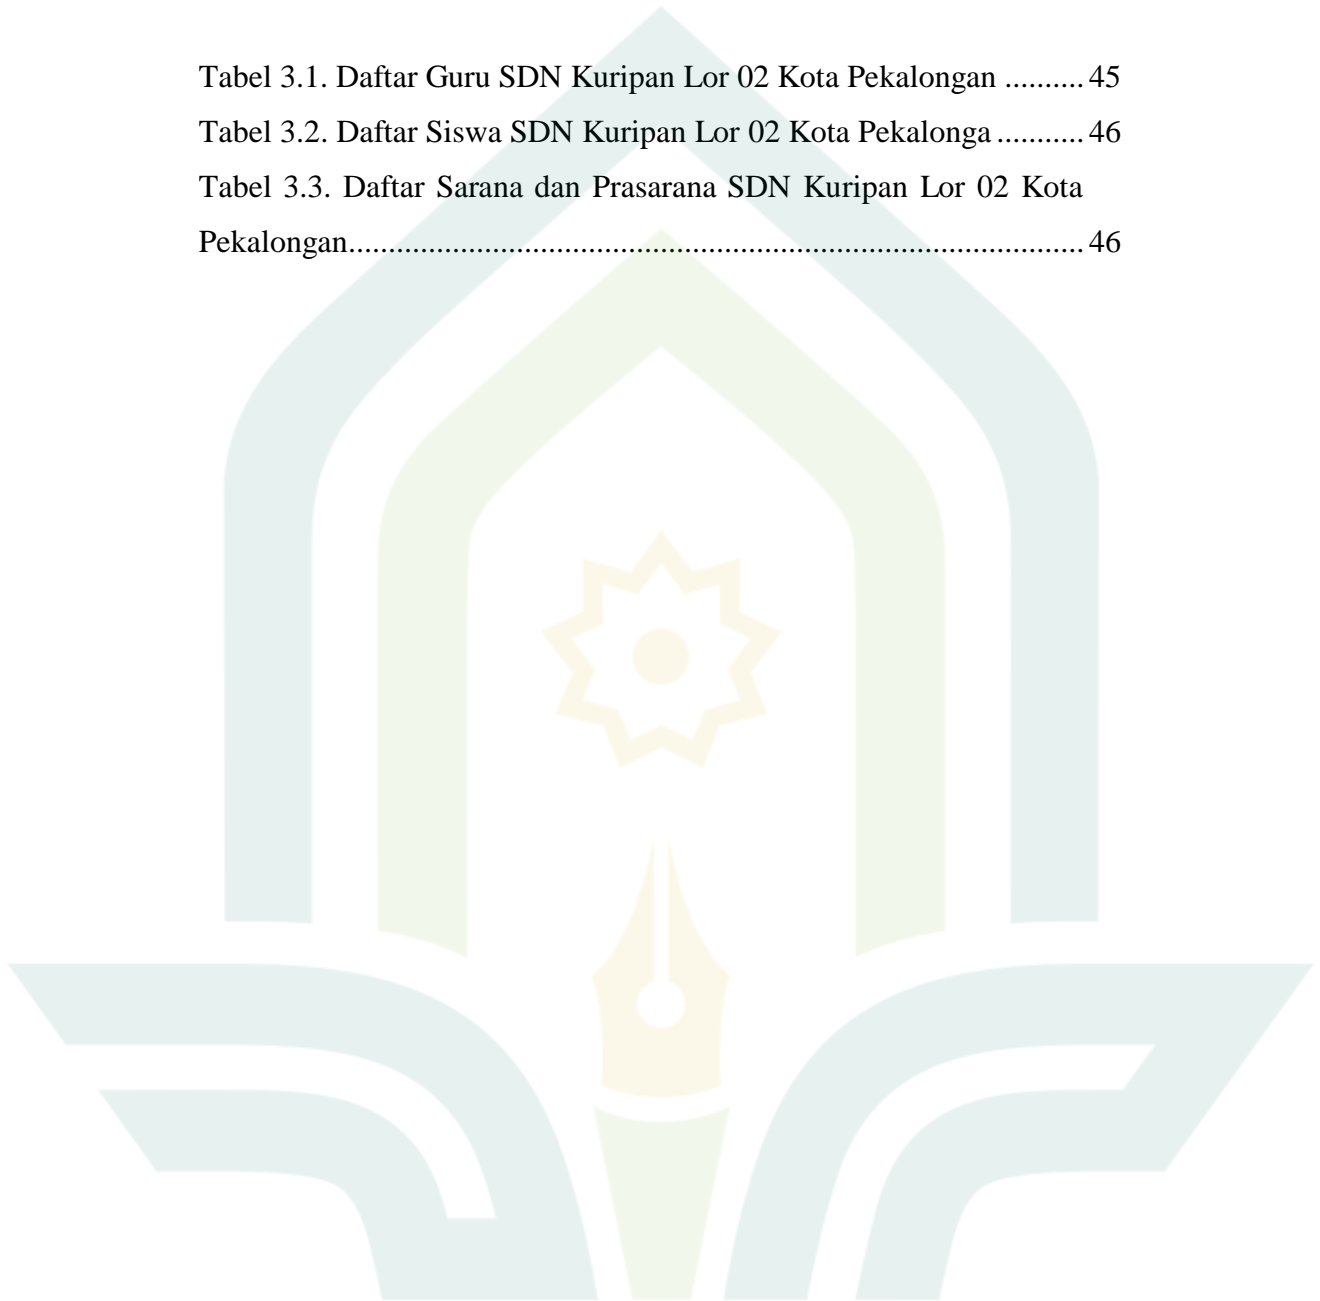 Tabel 3.1. Daftar Guru SDN Kuripan Lor 02 Kota Pekalongan .......... 45
Tabel 3.2. Daftar Siswa SDN Kuripan Lor 02 Kota Pekalonga ........... 46
Tabel 3.3. Daftar Sarana dan Prasarana SDN Kuripan Lor 02 Kota
Pekalongan............................................................................................ 46